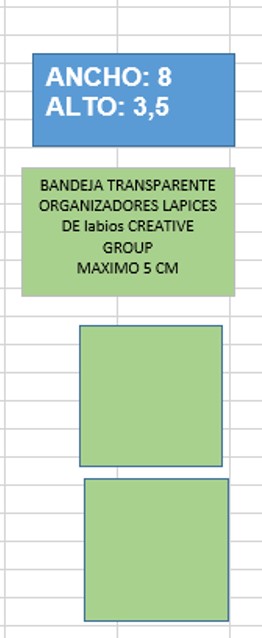 ANCHO: 8
ALTO: 3,5
BANDEJA TRANSPARENTE
ORGANIZADORES LAPICES
DE labios CREATIVE
GROUP
MAXIMO 5 CM